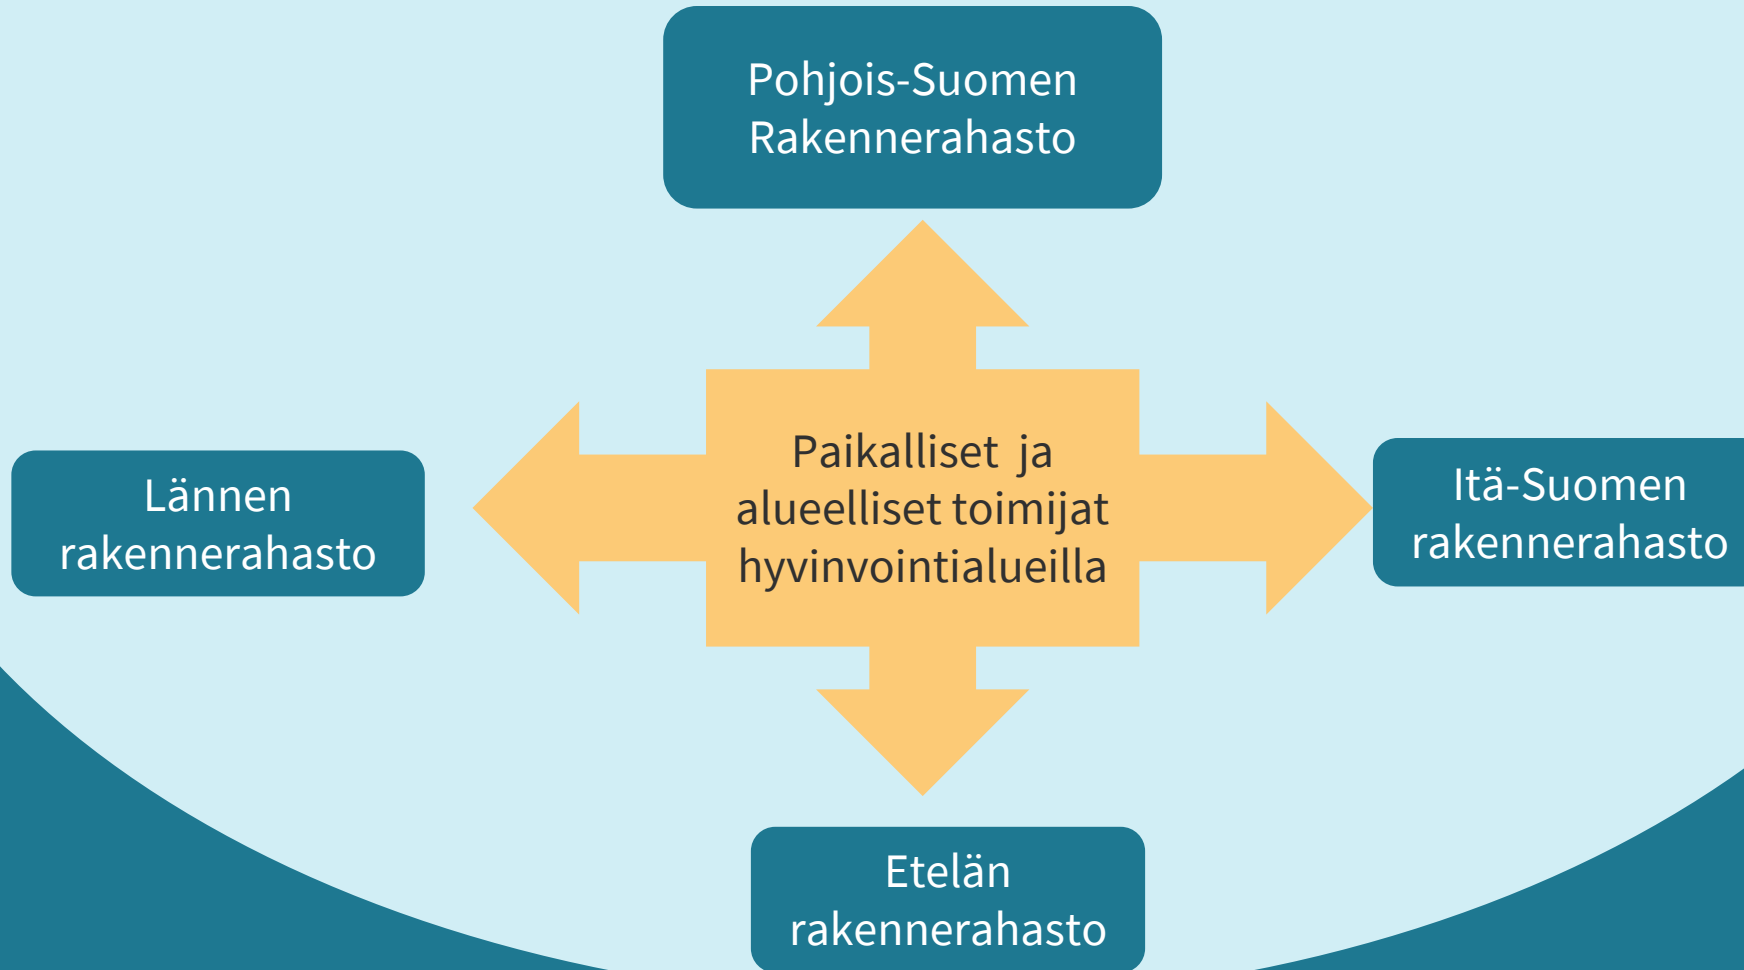 Pohjois-Suomen
Rakennerahasto
Paikalliset ja
alueelliset toimijat
hyvinvointialueilla
Lännen
rakennerahasto
Itä-Suomen
rakennerahasto
Etelän
rakennerahasto